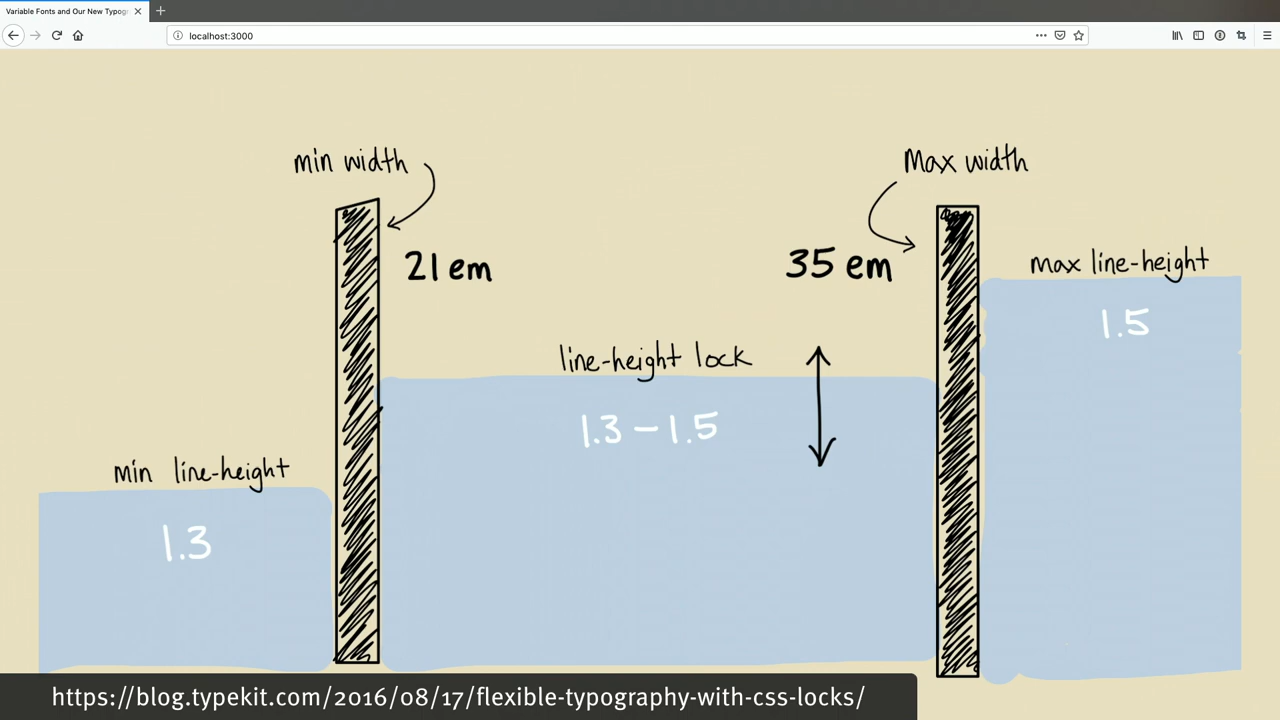 Variable Fonts and Our New Typogr
localhost:3000
min width
Max width
21 em
35 em
max line-height
1.5
line-height lock
1.3 – 1.5
min line-height
1.3
https://blog.typekit.com/2016/08/17/flexible-typography-with-css-locks/